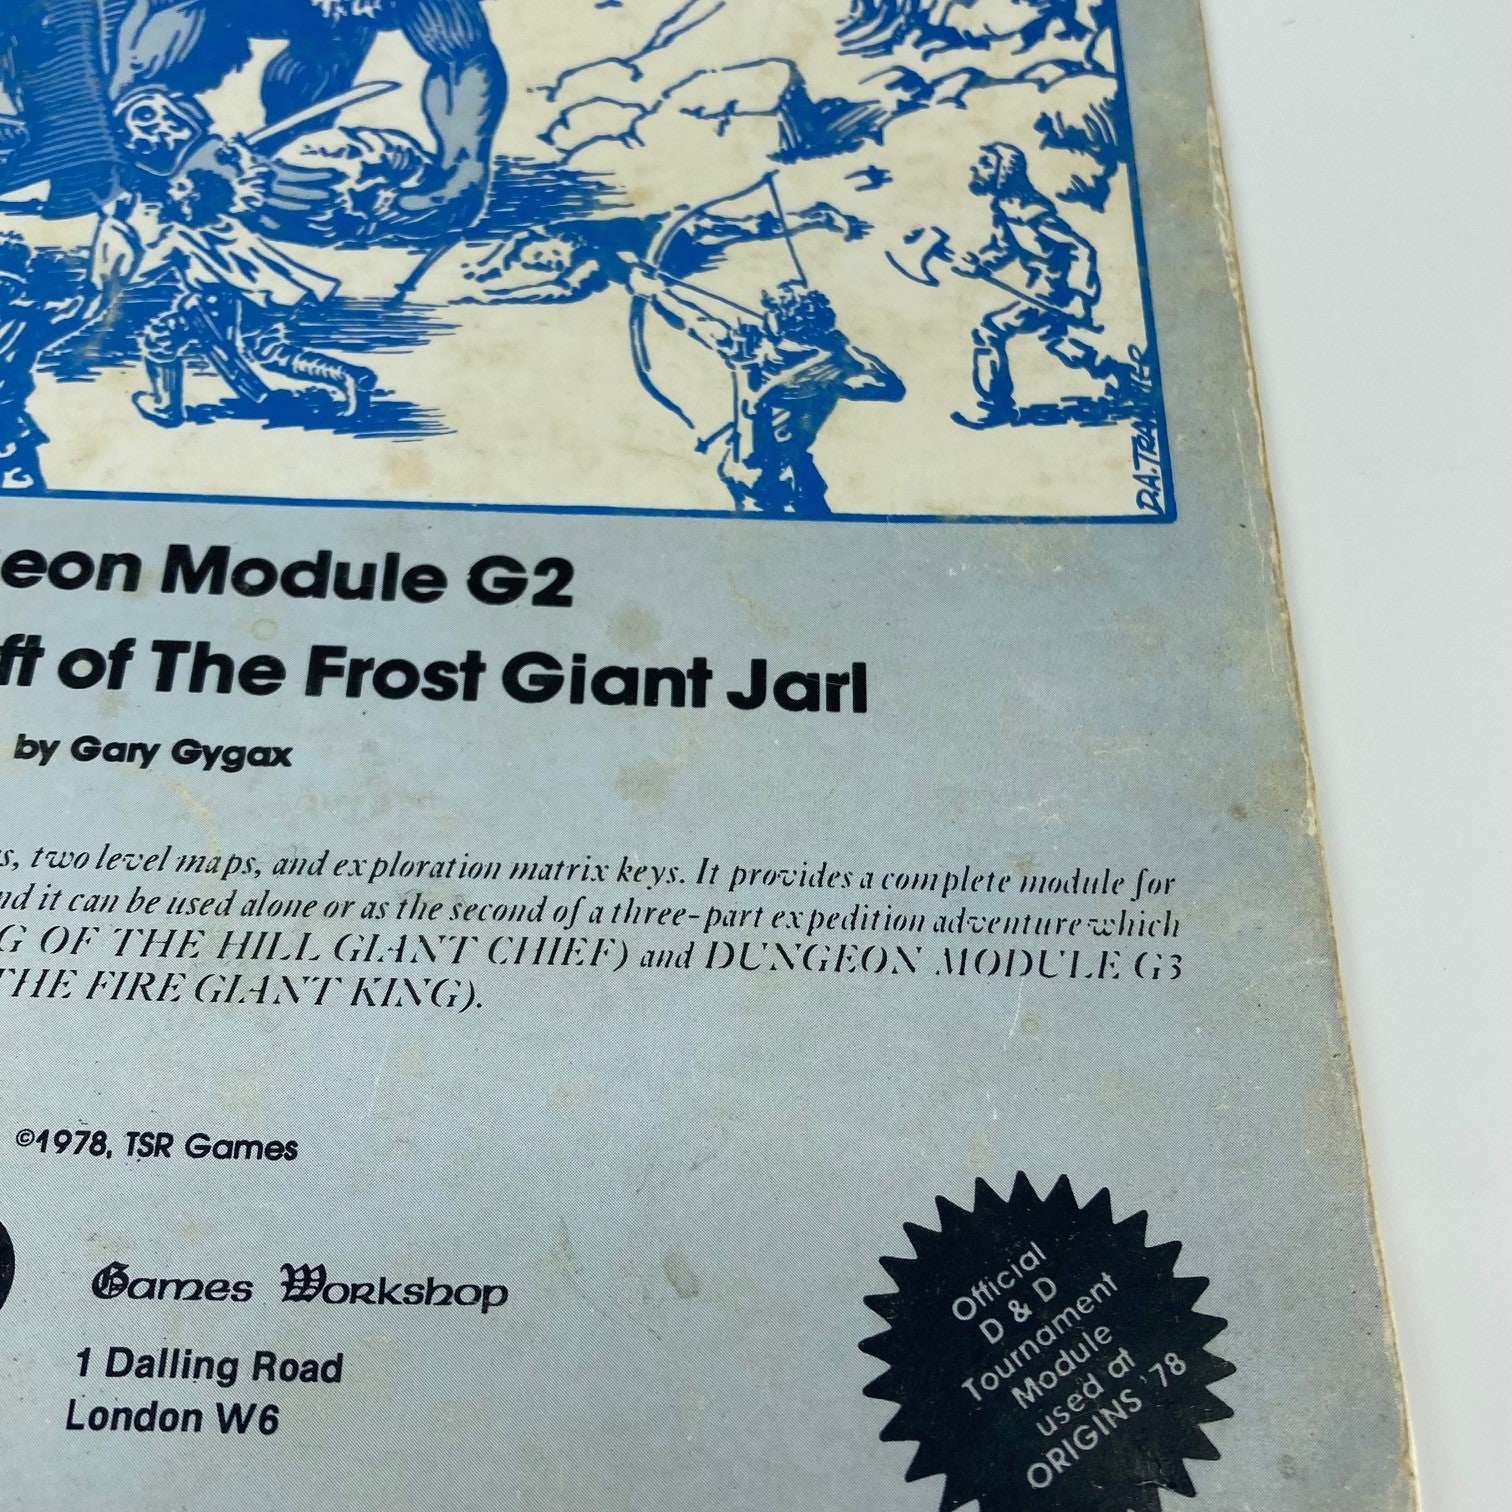 D.A.TRAMPIER
eon Module G2
ft of The Frost Giant Jarl
by Gary Gygax
s, two level maps, and exploration matrix keys. It provides a complete module for
nd it can be used alone or as the second of a three-part expedition adventure which
G OF THE HILL GIANT CHIEF) and DUNGEON MODULE G3
THE FIRE GIANT KING).
©1978, TSR Games
Games Workshop
1 Dalling Road
London W6
Official
D & D
Tournament
Module
used at
ORIGINS '78